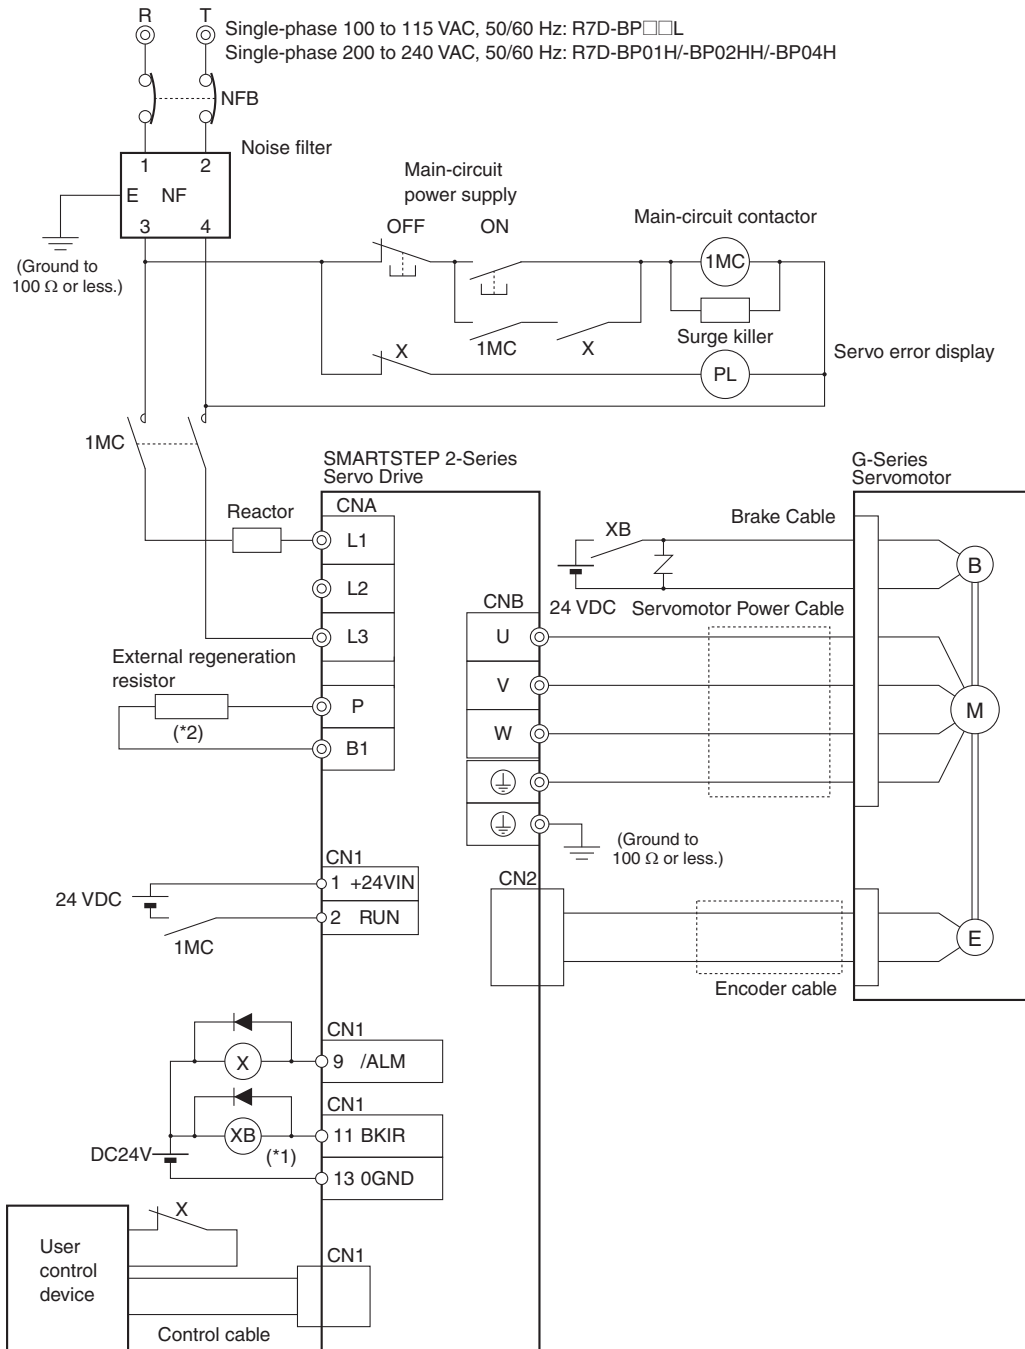 R T
Single-phase 100 to 115 VAC, 50/60 Hz: R7D-BP□□L
Single-phase 200 to 240 VAC, 50/60 Hz: R7D-BP01H/-BP02HH/-BP04H
NFB
Noise filter
1 2
E NF
3 4
(Ground to
100 Ω or less.)
Main-circuit
power supply
OFF ON
Main-circuit contactor
1MC
Surge killer
1MC X
X
PL
Servo error display
1MC
SMARTSTEP 2-Series
Servo Drive
G-Series
Servomotor
CNA
Reactor
L1
L2
L3
External regeneration
resistor
(*2)
P
B1
XB
Brake Cable
B
24 VDC
Servomotor Power Cable
CNB
U
V
W
M
(Ground to
100 Ω or less.)
CN1
1 +24VIN
2 RUN
24 VDC
1MC
CN2
E
Encoder cable
CN1
9 /ALM
X
CN1
11 BKIR
XB
(*1)
DC24V
13 0GND
X
User
control
device
CN1
Control cable